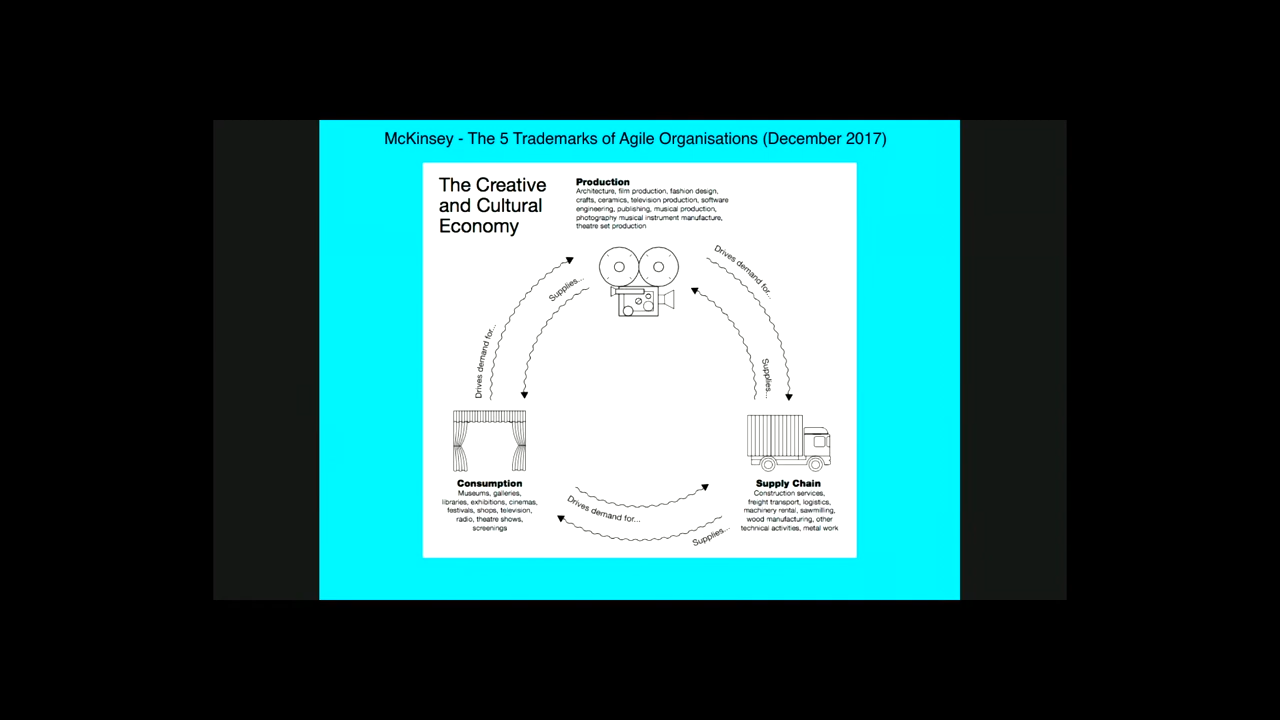 McKinsey - The 5 Trademarks of Agile Organisations (December 2017)
The Creative
and Cultural
Economy
Production
Architecture, film production, fashion design,
crafts, ceramics, television production, software
engineering, publishing, musical production,
photography musical instrument manufacture,
theatre set production
Drives demand for...
Supplies...
Drives demand for...
Supplies...
Consumption
Museums, galleries,
libraries, exhibitions, cinemas,
festivals, shops, television,
radio, theatre shows,
screenings
Supply Chain
Construction services,
freight transport, logistics,
machinery rental, sawmilling,
wood manufacturing, other
technical activities, metal work
Drives demand for...
Supplies...